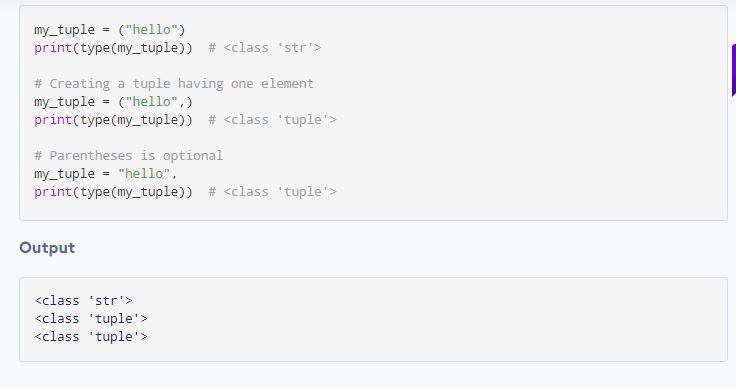 my_tuple = ("hello")
print(type(my_tuple))  # <class 'str'>
# Creating a tuple having one element
my_tuple = ("hello",)
print(type(my_tuple))  # <class 'tuple'>
# Parentheses is optional
my_tuple = "hello",
print(type(my_tuple))  # <class 'tuple'>
Output
<class 'str'>
<class 'tuple'>
<class 'tuple'>